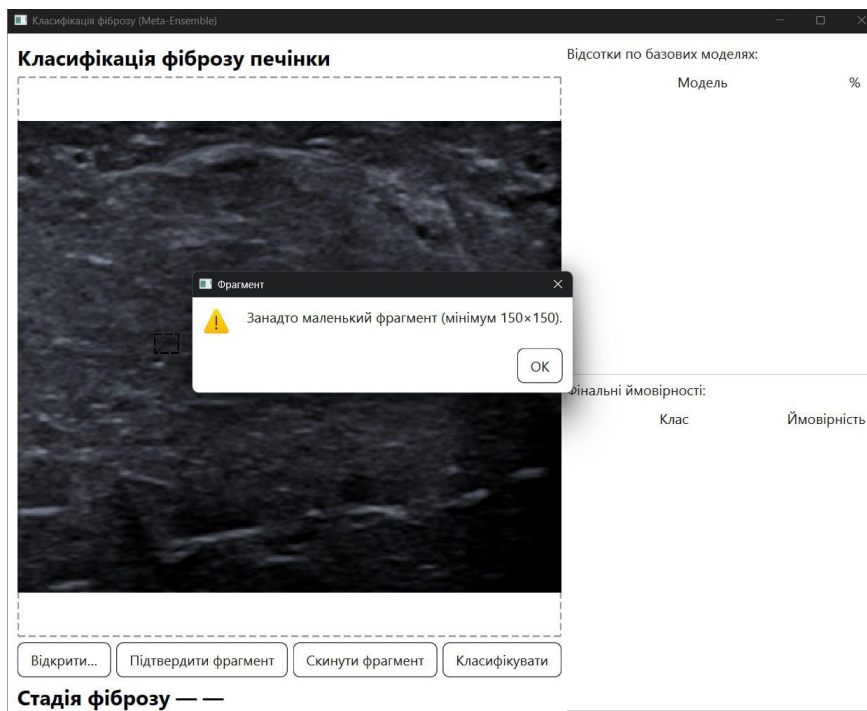 Класифікація фіброзу (Meta-Ensemble)
Класифікація фіброзу печінки
Відсотки по базових моделях:
Модель %
Фрагмент
Занадто маленький фрагмент (мінімум 150×150).
OK
Фінальні ймовірності:
Клас Ймовірність
Відкрити... Підтвердити фрагмент Скинути фрагмент Класифікувати
Стадія фіброзу — —